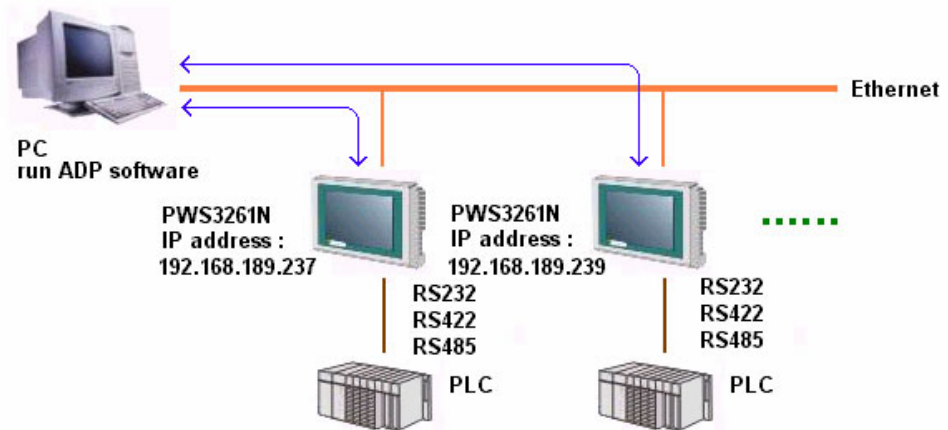 Ethernet
PC
run ADP software
PWS3261N
IP address :
192.168.189.237
PWS3261N
IP address :
192.168.189.239
RS232
RS422
RS485
RS232
RS422
RS485
PLC
PLC